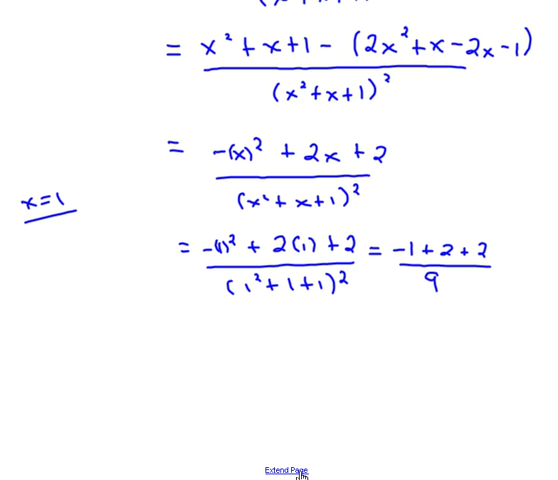 = x² + x + 1 - (2x² + x - 2x - 1)
(x² + x + 1)²
= -(x)² + 2x + 2
(x² + x + 1)²
x = 1
= -(1)² + 2(1) + 2 = -1 + 2 + 2
(1² + 1 + 1)² 9
Extend Page